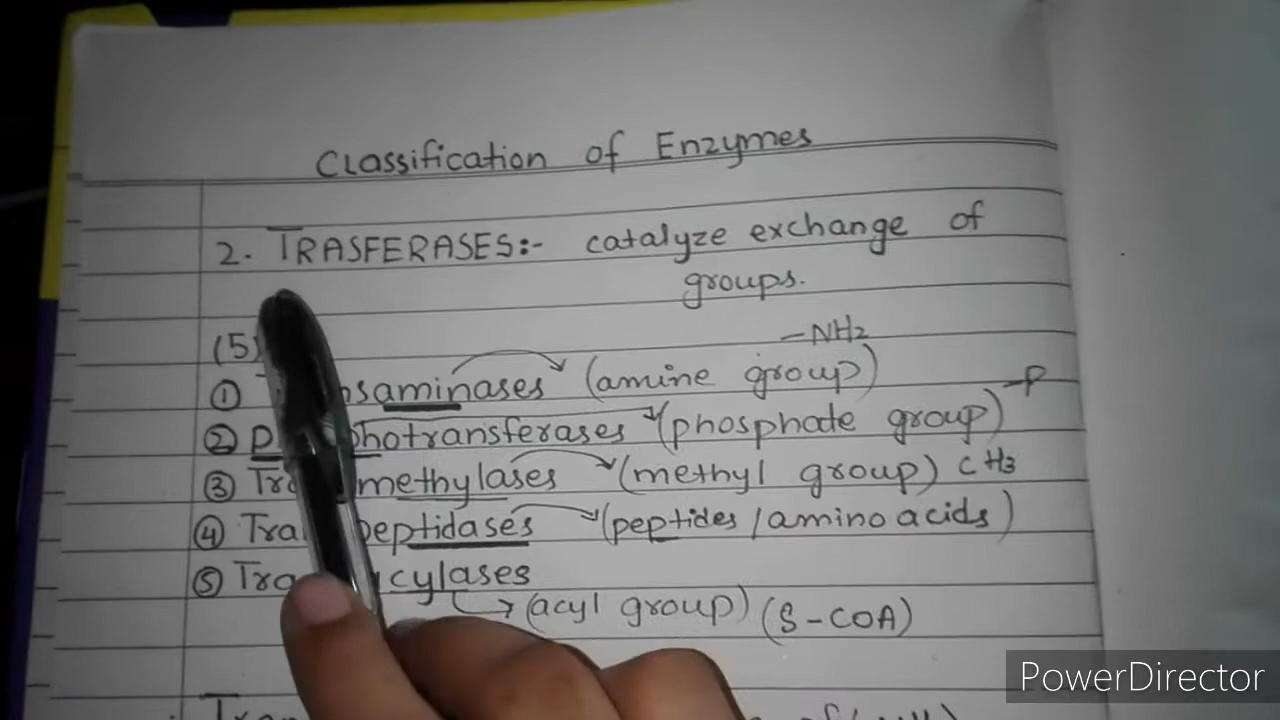 Classification of Enzymes
2. TRASFERASES:- catalyze exchange of
groups.
(5)
-NH2
① saminases (amine group)
② photransferases (phosphate group) -P
③ Tra methylases (methyl group) CH3
④ Tra peptidases (peptides / amino acids)
⑤ Tra cylases
(acyl group) (S-COA)
PowerDirector